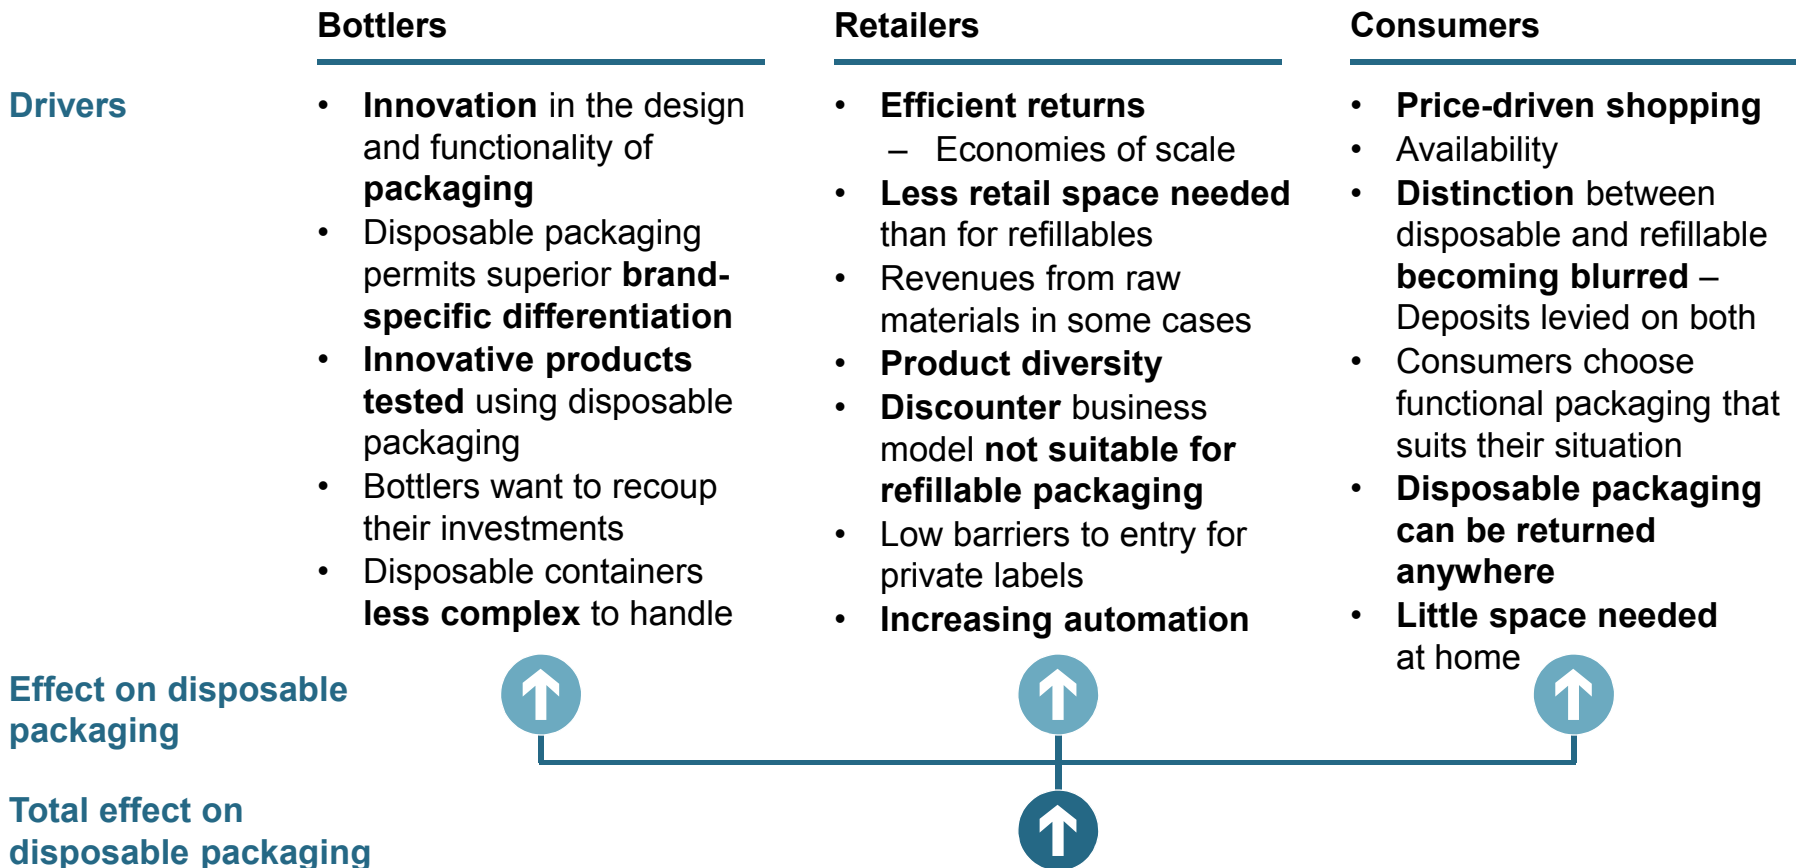 Bottlers
Retailers
Consumers
Drivers
• Innovation in the design
and functionality of
packaging
• Disposable packaging
permits superior brand-
specific differentiation
• Innovative products
tested using disposable
packaging
• Bottlers want to recoup
their investments
• Disposable containers
less complex to handle
• Efficient returns
– Economies of scale
• Less retail space needed
than for refillables
• Revenues from raw
materials in some cases
• Product diversity
• Discounter business
model not suitable for
refillable packaging
• Low barriers to entry for
private labels
• Increasing automation
• Price-driven shopping
• Availability
• Distinction between
disposable and refillable
becoming blurred –
Deposits levied on both
• Consumers choose
functional packaging that
suits their situation
• Disposable packaging
can be returned
anywhere
• Little space needed
at home
Effect on disposable
packaging
Total effect on
disposable packaging